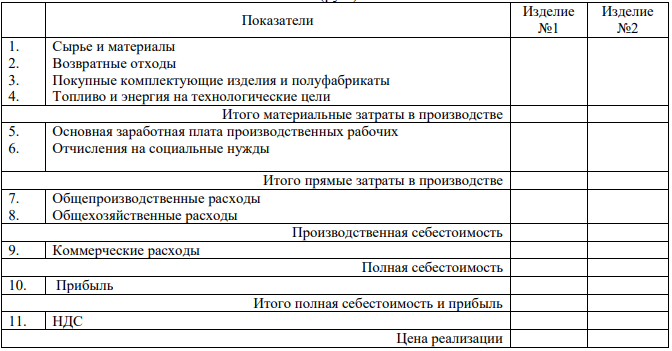 Показатели Изделие №1 Изделие №2
1. Сырье и материалы
2. Возвратные отходы
3. Покупные комплектующие изделия и полуфабрикаты
4. Топливо и энергия на технологические цели
Итого материальные затраты в производстве
5. Основная заработная плата производственных рабочих
6. Отчисления на социальные нужды
Итого прямые затраты в производстве
7. Общепроизводственные расходы
8. Общехозяйственные расходы
Производственная себестоимость
9. Коммерческие расходы
Полная себестоимость
10. Прибыль
Итого полная себестоимость и прибыль
11. НДС
Цена реализации